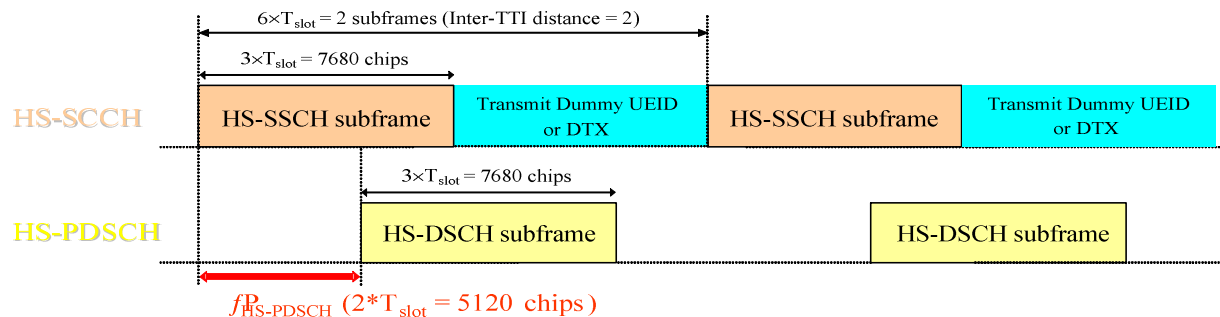 6×Tslot = 2 subframes (Inter-TTI distance = 2)
3×Tslot = 7680 chips
HS-SCCH
HS-SSCH subframe
Transmit Dummy UEID
or DTX
HS-SSCH subframe
Transmit Dummy UEID
or DTX
3×Tslot = 7680 chips
HS-PDSCH
HS-DSCH subframe
HS-DSCH subframe
fPHS-PDSCH (2*Tslot = 5120 chips)